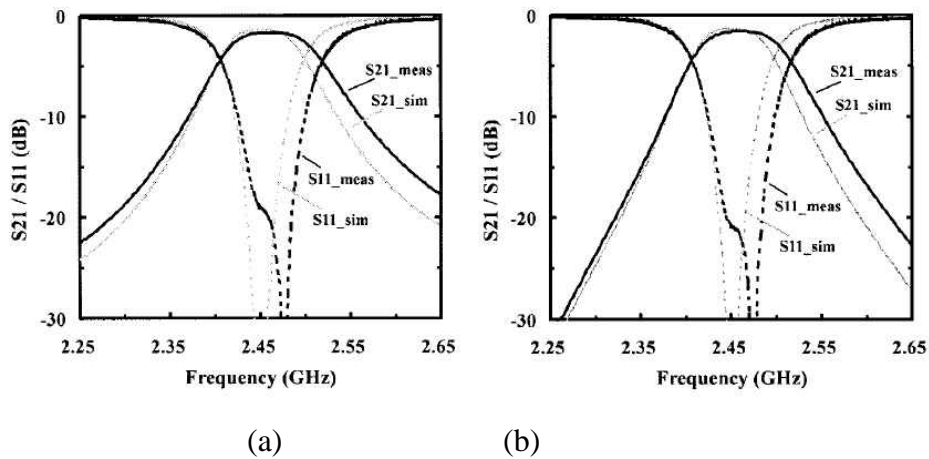 S21 / S11 (dB)
0
-10
-20
-30
S21_meas
S21_sim
S11_meas
S11_sim
2.25
2.35
2.45
2.55
2.65
Frequency (GHz)
(a)
S21 / S11 (dB)
0
-10
-20
-30
S21_meas
S21_sim
S11_meas
S11_sim
2.25
2.35
2.45
2.55
2.65
Frequency (GHz)
(b)